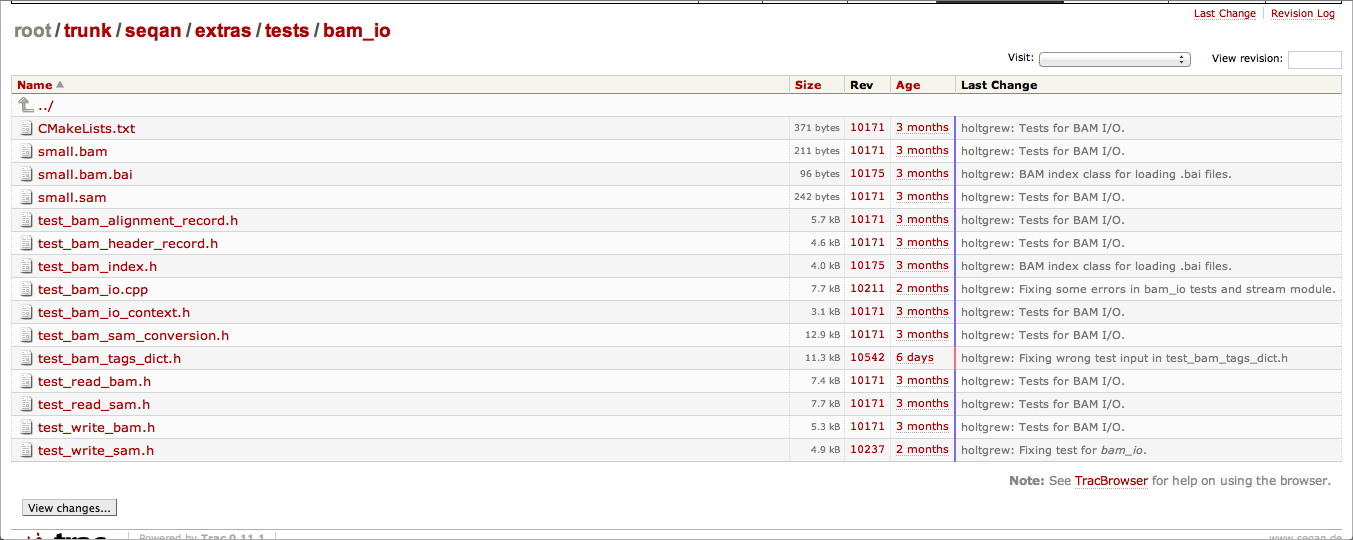 Last Change Revision Log
root / trunk / seqan / extras / tests / bam_io
Visit: View revision:
Name Size Rev Age Last Change
../
CMakeLists.txt 371 bytes 10171 3 months holtgrew: Tests for BAM I/O.
small.bam 211 bytes 10171 3 months holtgrew: Tests for BAM I/O.
small.bam.bai 96 bytes 10175 3 months holtgrew: BAM index class for loading .bai files.
small.sam 242 bytes 10171 3 months holtgrew: Tests for BAM I/O.
test_bam_alignment_record.h 5.7 kB 10171 3 months holtgrew: Tests for BAM I/O.
test_bam_header_record.h 4.6 kB 10171 3 months holtgrew: Tests for BAM I/O.
test_bam_index.h 4.0 kB 10175 3 months holtgrew: BAM index class for loading .bai files.
test_bam_io.cpp 7.7 kB 10211 2 months holtgrew: Fixing some errors in bam_io tests and stream module.
test_bam_io_context.h 3.1 kB 10171 3 months holtgrew: Tests for BAM I/O.
test_bam_sam_conversion.h 12.9 kB 10171 3 months holtgrew: Tests for BAM I/O.
test_bam_tags_dict.h 11.3 kB 10542 6 days holtgrew: Fixing wrong test input in test_bam_tags_dict.h
test_read_bam.h 7.4 kB 10171 3 months holtgrew: Tests for BAM I/O.
test_read_sam.h 7.7 kB 10171 3 months holtgrew: Tests for BAM I/O.
test_write_bam.h 5.3 kB 10171 3 months holtgrew: Tests for BAM I/O.
test_write_sam.h 4.9 kB 10237 2 months holtgrew: Fixing test for bam_io.
Note: See TracBrowser for help on using the browser.
View changes...
trac Powered by Trac 0.11.1 www.seqan.de